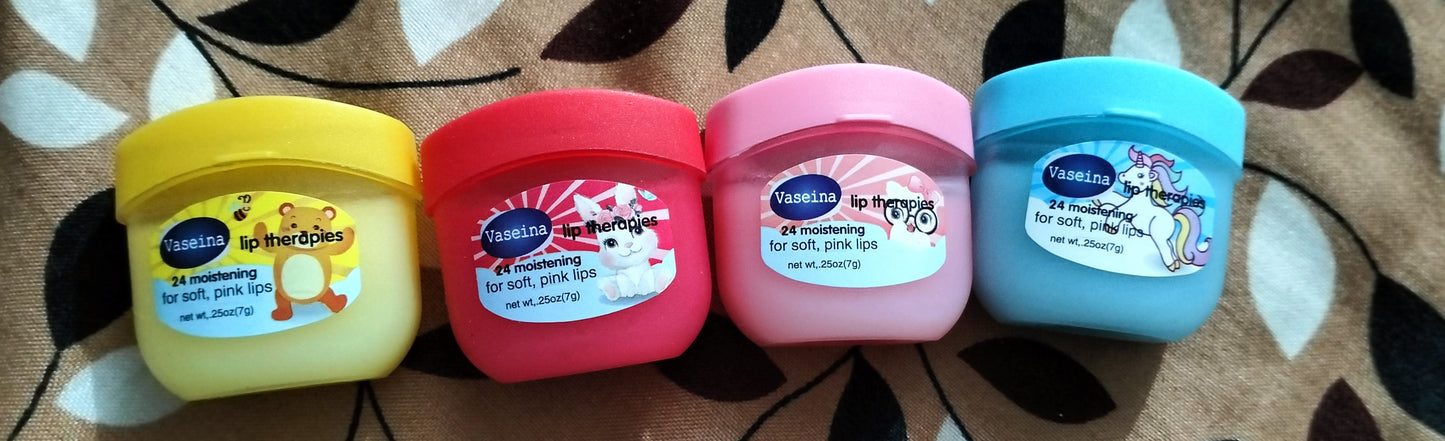 Vaseina
lip therapies
24 moistening
for soft, pink lips
net wt,.25oz(7g)
Vaseina
lip therapies
24 moistening
for soft, pink lips
net wt,.25oz(7g)
Vaseina
lip therapies
24 moistening
for soft, pink lips
net wt,.25oz(7g)
Vaseina
lip therapies
24 moistening
for soft, pink lips
net wt,.25oz(7g)